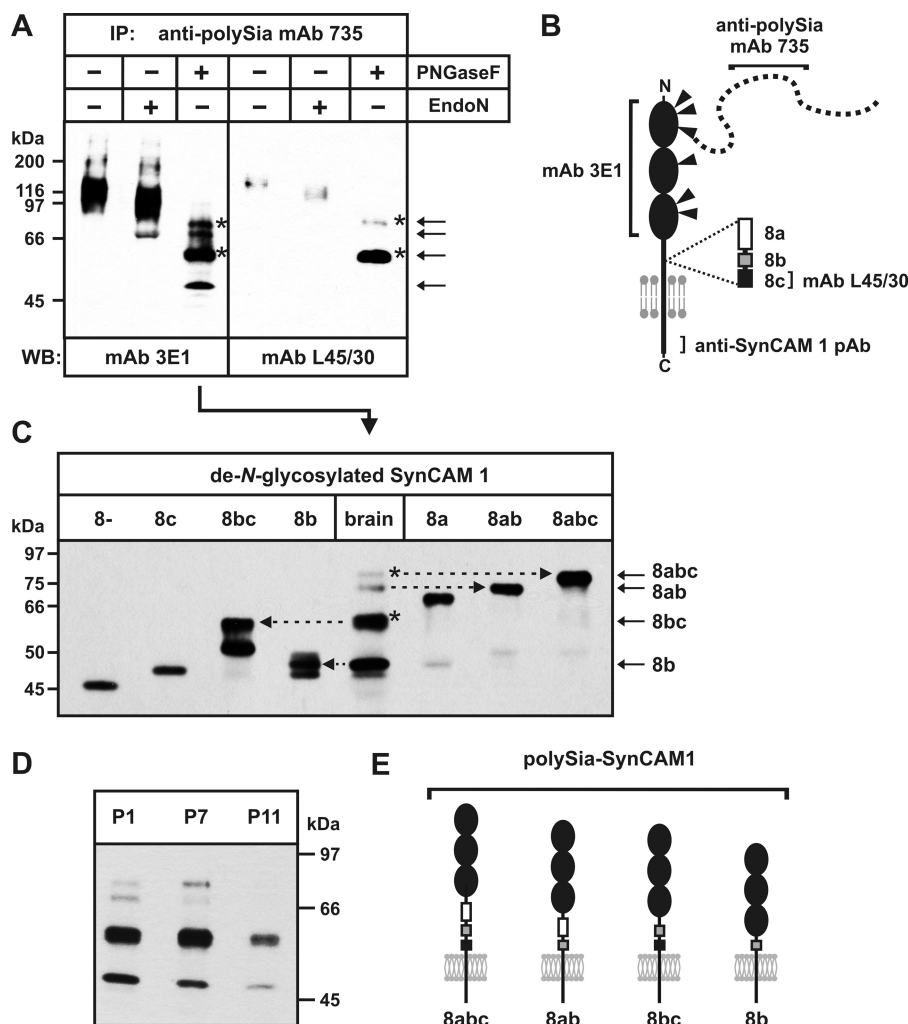 A
IP: anti-polySia mAb 735
– – + – – + PNGaseF
– + – – + – EndoN
kDa
200
116
97
66
45
*
*
*
*
WB: mAb 3E1 mAb L45/30
B
anti-polySia
mAb 735
N
mAb 3E1
8a
8b
8c ] mAb L45/30
] anti-SynCAM 1 pAb
C
C
de-N-glycosylated SynCAM 1
kDa 8- 8c 8bc 8b brain 8a 8ab 8abc
97
75
66
50
45
*
*
8abc
8ab
8bc
8b
D
P1 P7 P11
kDa
97
66
45
E
polySia-SynCAM1
8abc 8ab 8bc 8b